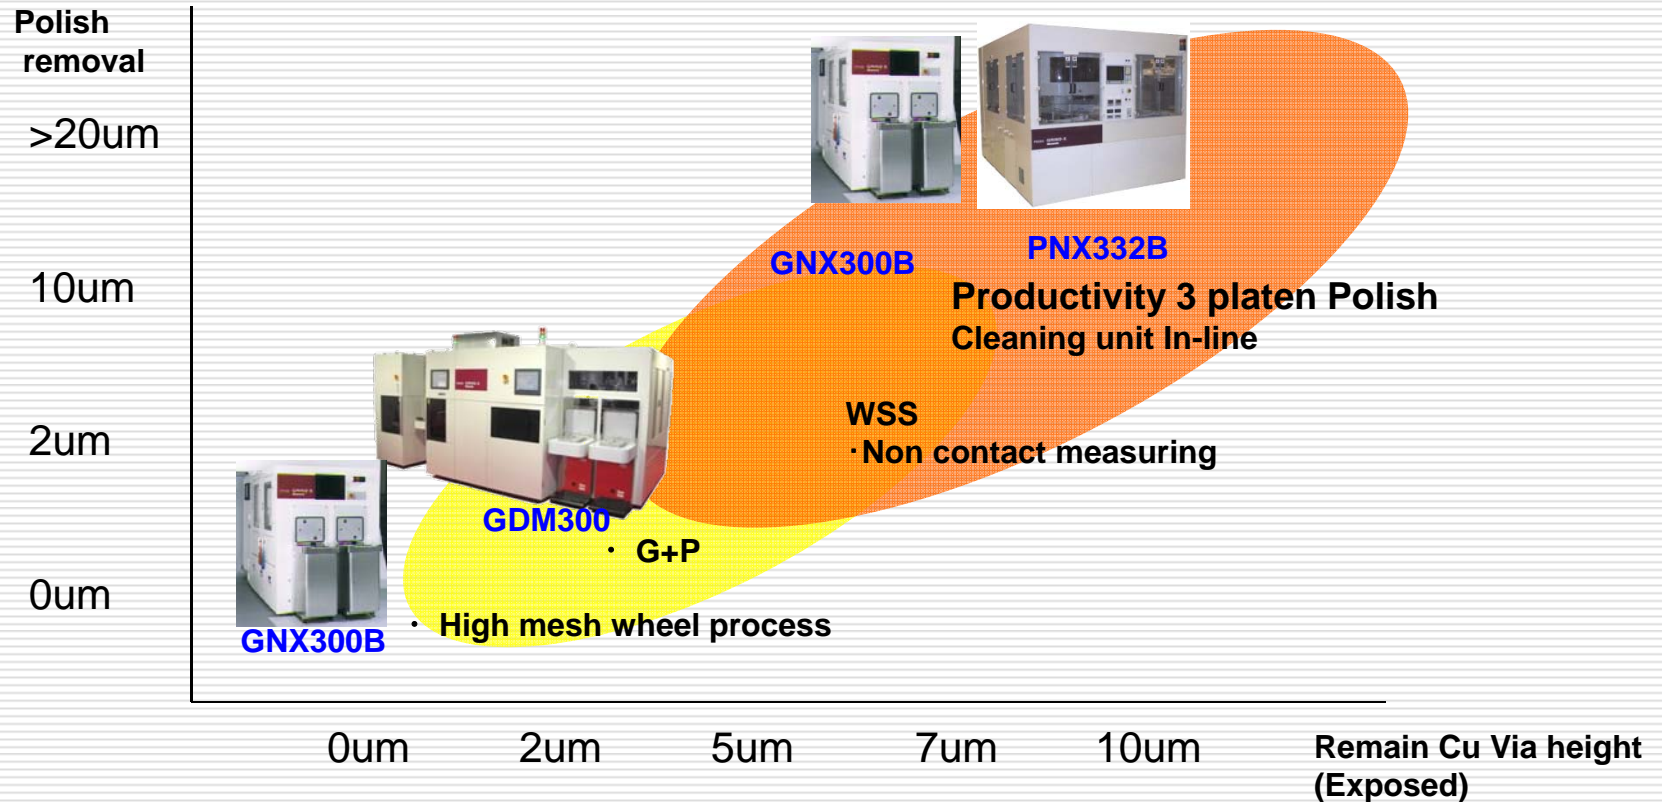 Polish
removal
>20um
10um
2um
0um
GNX300B
PNX332B
Productivity 3 platen Polish
Cleaning unit In-line
WSS
・Non contact measuring
GDM300
・ G+P
GNX300B
・ High mesh wheel process
0um 2um 5um 7um 10um
Remain Cu Via height
(Exposed)